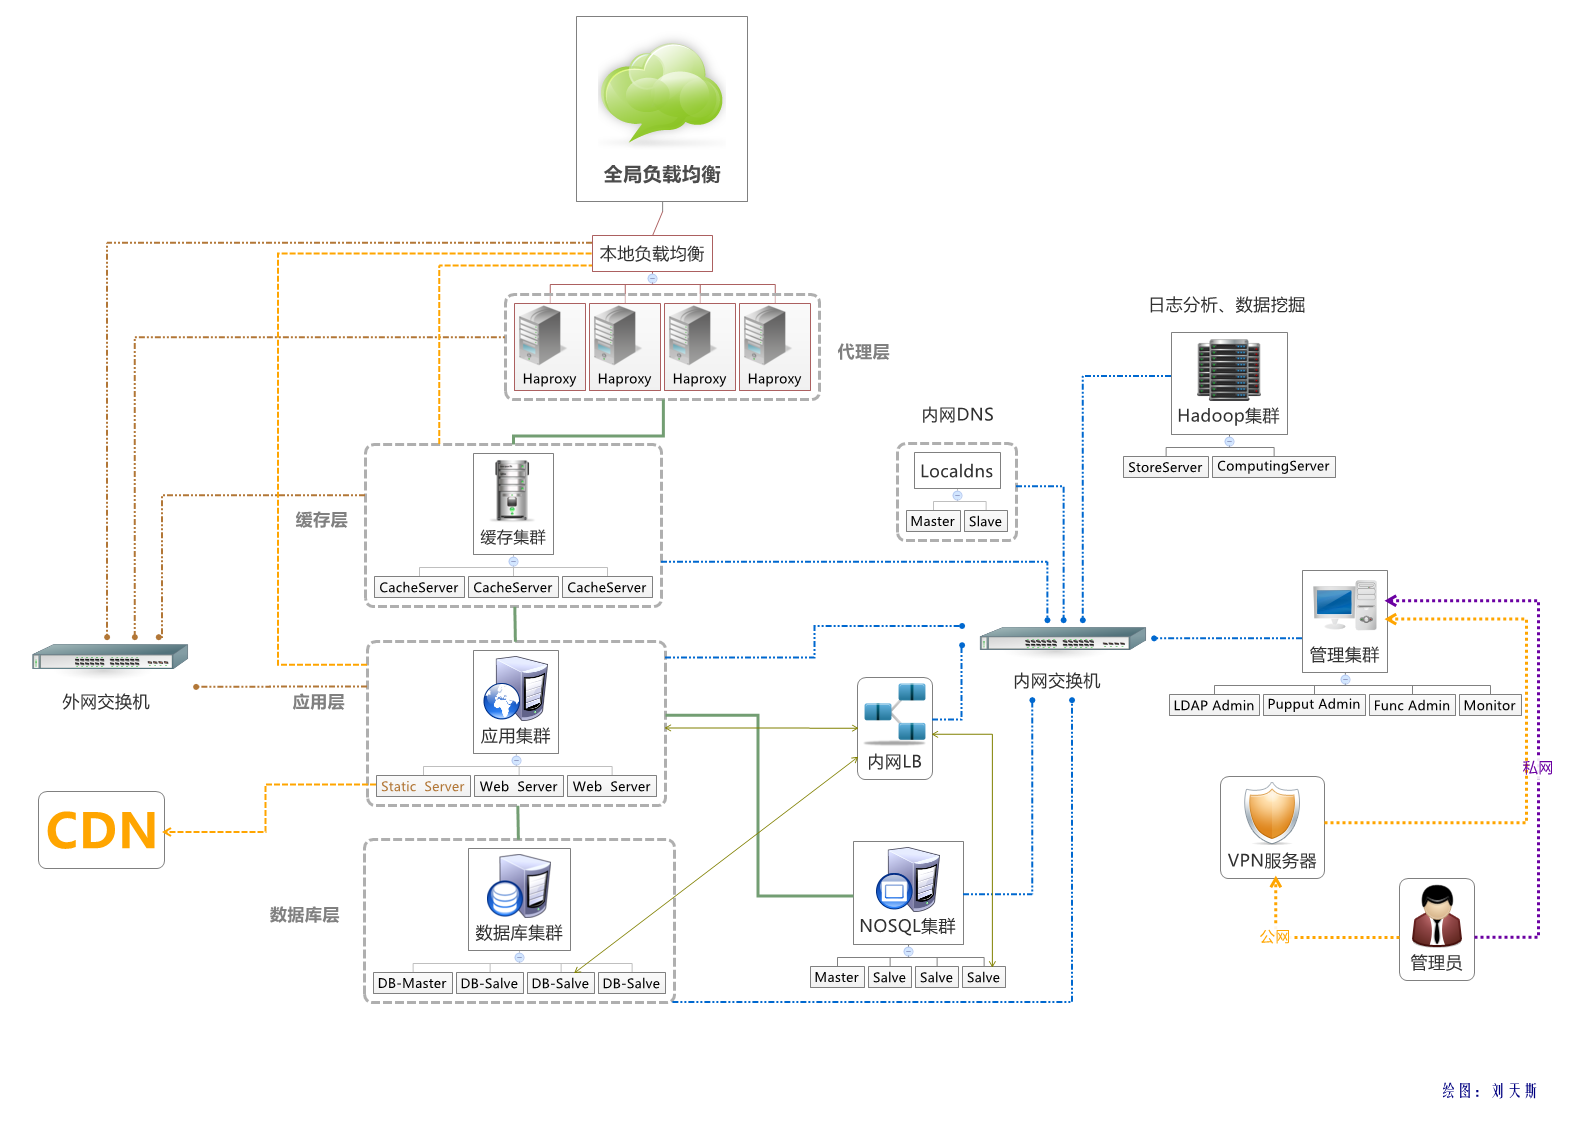 全局负载均衡
本地负载均衡
Haproxy
Haproxy
Haproxy
Haproxy
代理层
日志分析、数据挖掘
Hadoop集群
StoreServer
ComputingServer
内网DNS
Localdns
Master
Slave
缓存层
缓存集群
CacheServer
CacheServer
CacheServer
外网交换机
内网交换机
管理集群
LDAP Admin
Pupput Admin
Func Admin
Monitor
应用层
应用集群
Static Server
Web Server
Web Server
内网LB
私网
CDN
VPN服务器
公网
管理员
数据库层
数据库集群
DB-Master
DB-Salve
DB-Salve
DB-Salve
NOSQL集群
Master
Salve
Salve
Salve
绘图：刘天斯